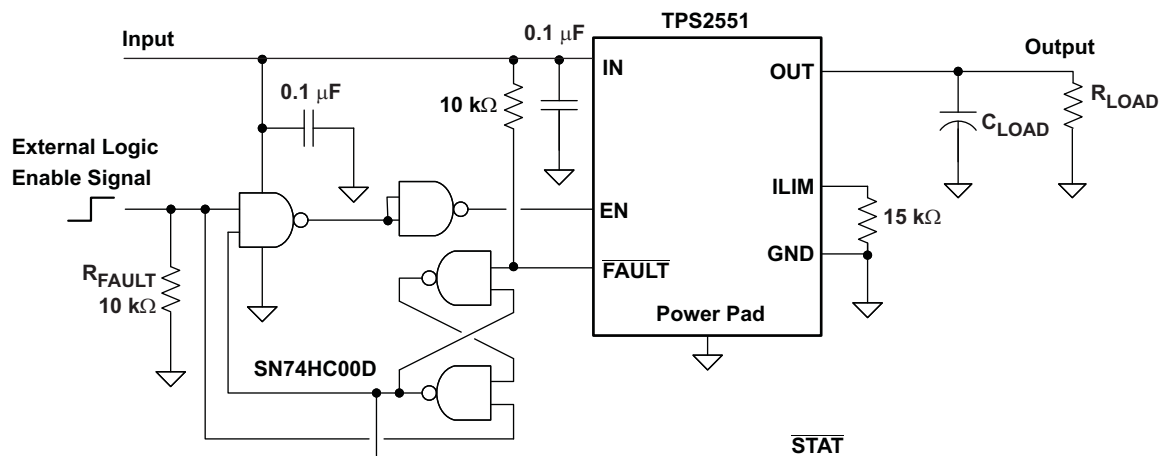 TPS2551
Input
0.1 μF
Output
IN
OUT
10 kΩ
0.1 μF
R_LOAD
C_LOAD
External Logic
Enable Signal
ILIM
EN
15 kΩ
FAULT
GND
R_FAULT
10 kΩ
Power Pad
SN74HC00D
STAT